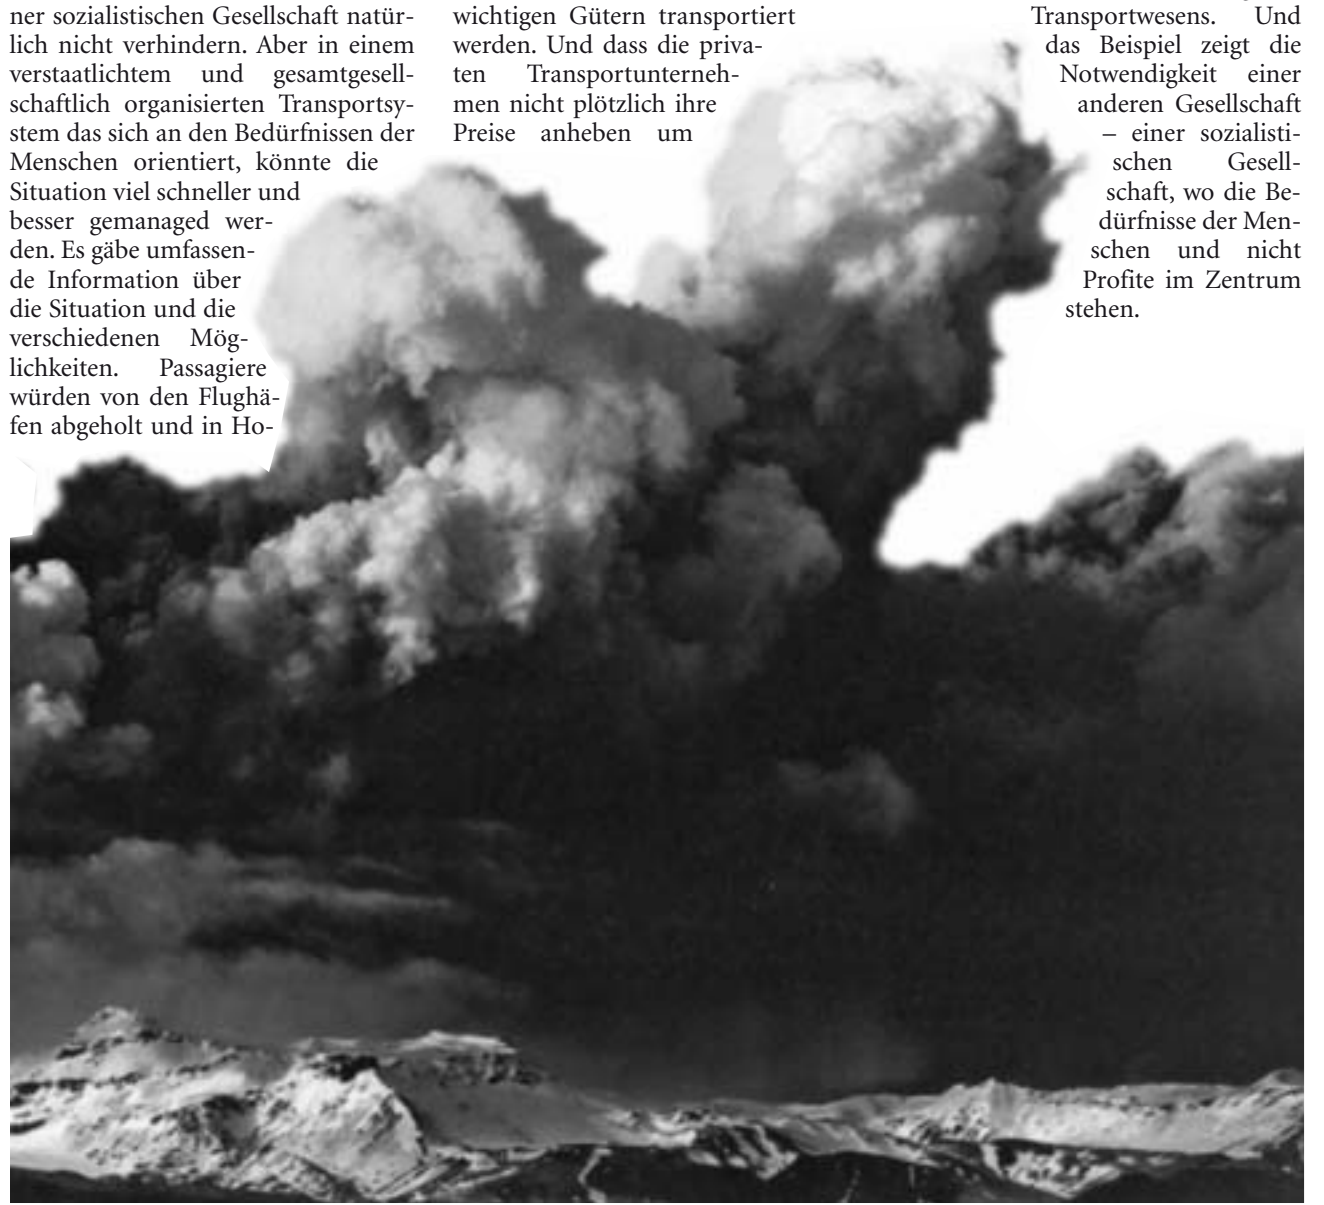 ner sozialistischen Gesellschaft natür-
lich nicht verhindern. Aber in einem
verstaatlichtem und gesamtgesell-
schaftlich organisierten Transportsy-
stem das sich an den Bedürfnissen der
Menschen orientiert, könnte die
Situation viel schneller und
besser gemanaged wer-
den. Es gäbe umfassen-
de Information über
die Situation und die
verschiedenen Mög-
lichkeiten. Passagiere
würden von den Flughä-
fen abgeholt und in Ho-
wichtigen Gütern transportiert
werden. Und dass die priva-
ten Transportunterneh-
men nicht plötzlich ihre
Preise anheben um
Transportwesens. Und
das Beispiel zeigt die
Notwendigkeit einer
anderen Gesellschaft
– einer sozialisti-
schen Gesell-
schaft, wo die Be-
dürfnisse der Men-
schen und nicht
Profite im Zentrum
stehen.